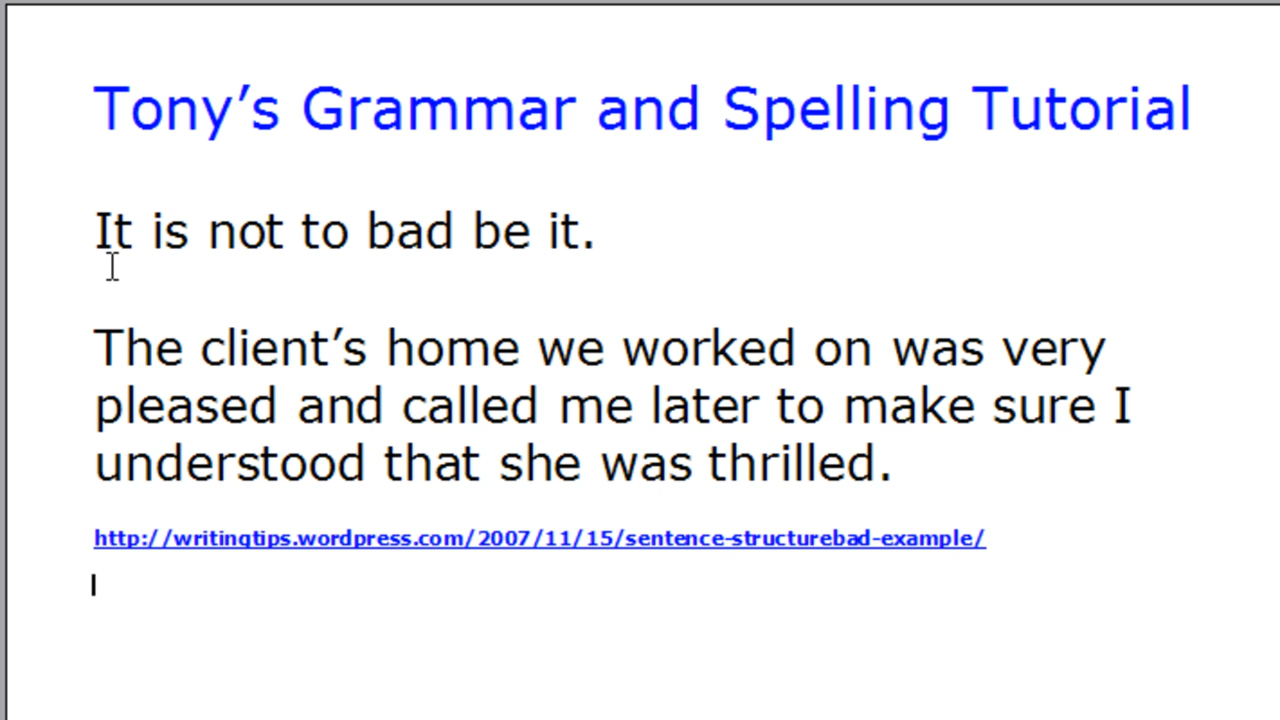 Tony’s Grammar and Spelling Tutorial
It is not to bad be it.
The client’s home we worked on was very
pleased and called me later to make sure I
understood that she was thrilled.
http://writingtips.wordpress.com/2007/11/15/sentence-structurebad-example/